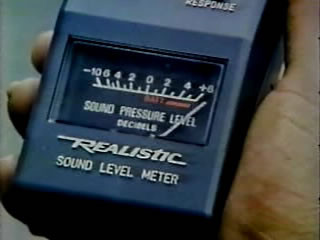 RESPONSE
-10 6 4 2 0 2 4 +6
BATT
SOUND PRESSURE LEVEL
DECIBELS
REALISTIC
SOUND LEVEL METER